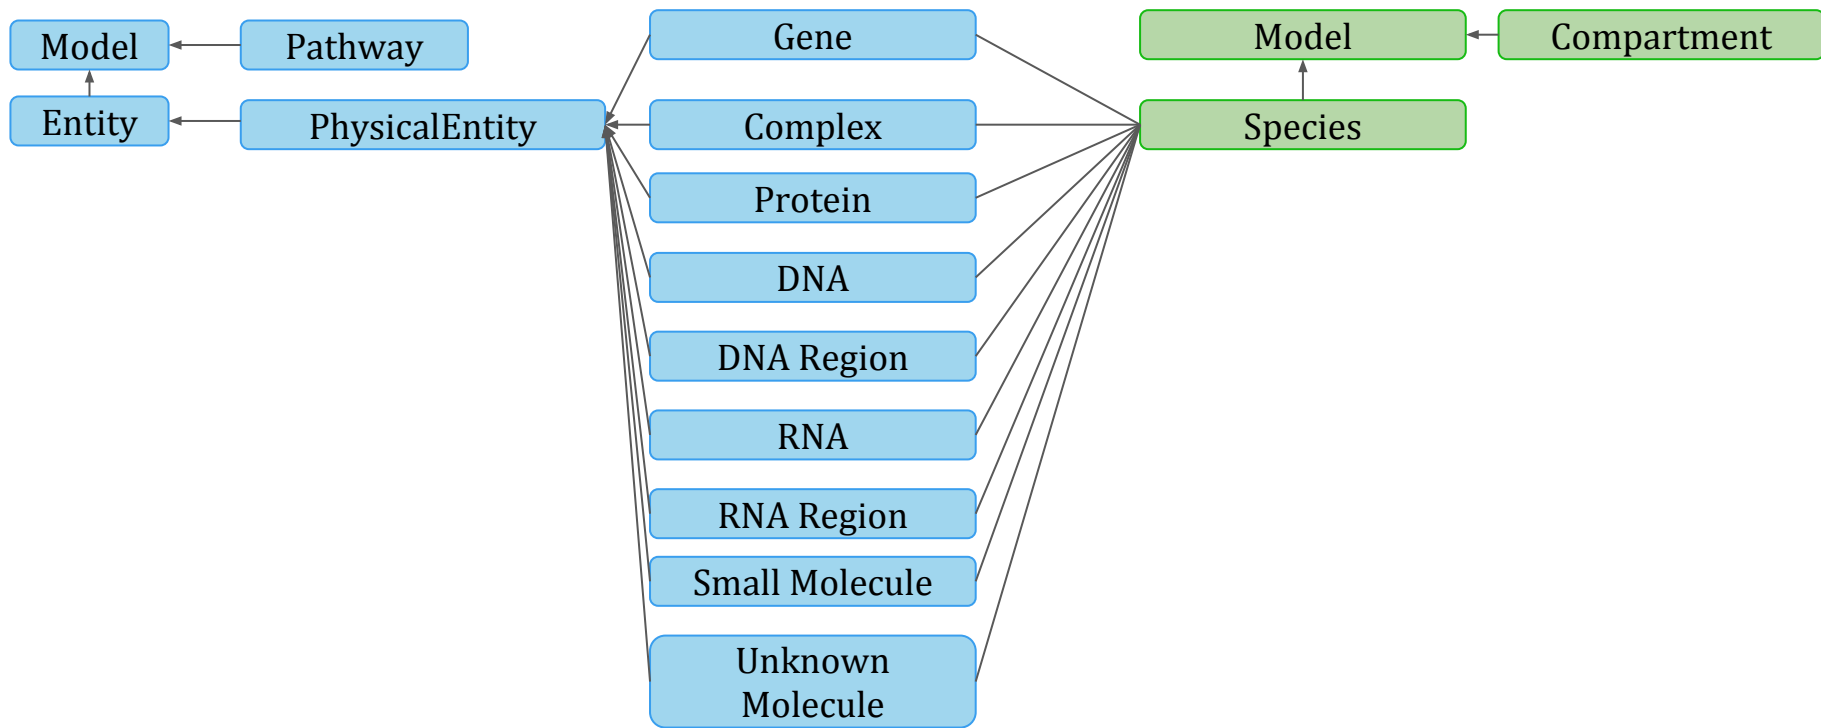 Model
Pathway
Entity
PhysicalEntity
Gene
Complex
Protein
DNA
DNA Region
RNA
RNA Region
Small Molecule
Unknown
Molecule
Model
Compartment
Species